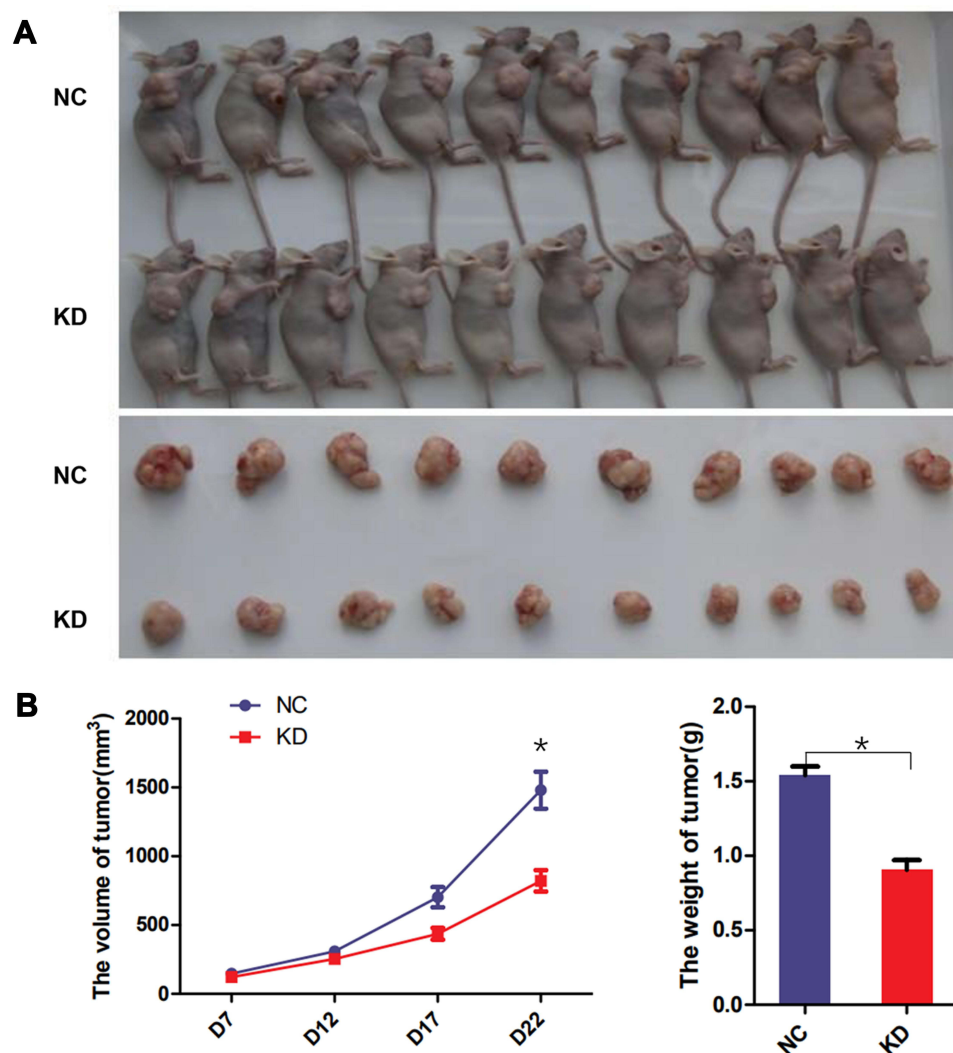 A
NC
KD
NC
KD
B
NC
KD
The volume of tumor(mm³)
2000
1500
1000
500
0
*
D7
D12
D17
D22
The weight of tumor(g)
2.0
1.5
1.0
0.5
0.0
*
NC
KD